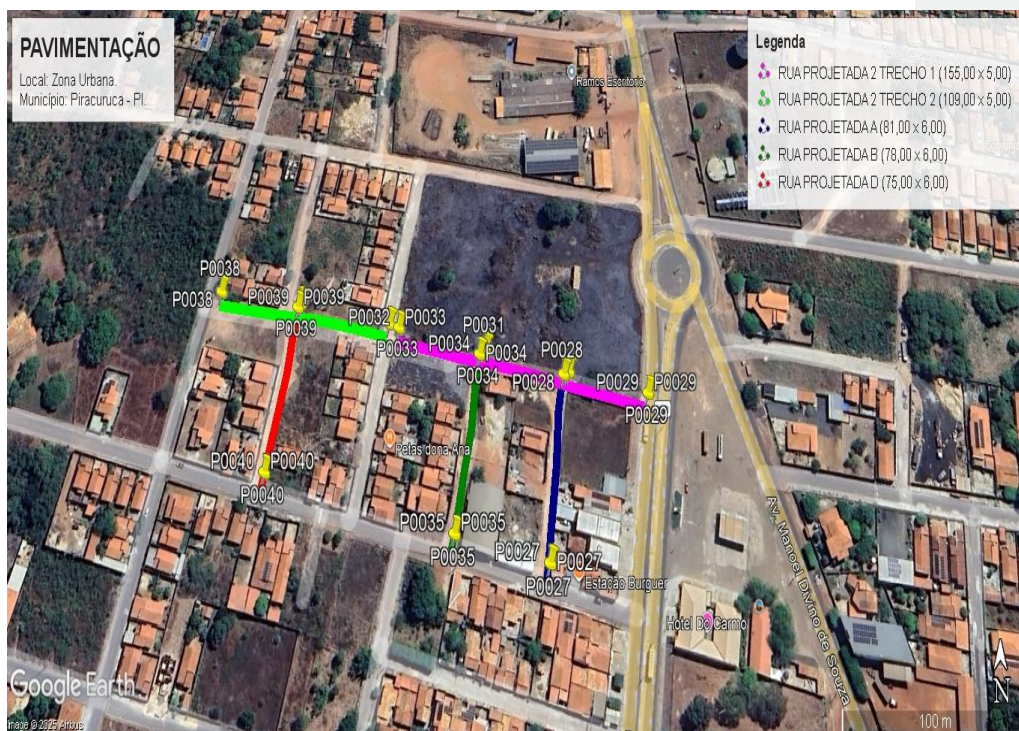 PAVIMENTAÇÃO
Local: Zona Urbana.
Município: Piracuruca - PI.
Legenda
RUA PROJETADA 2 TRECHO 1 (155,00 x 5,00)
RUA PROJETADA 2 TRECHO 2 (109,00 x 5,00)
RUA PROJETADA A (81,00 x 6,00)
RUA PROJETADA B (78,00 x 6,00)
RUA PROJETADA D (75,00 x 6,00)
Ramos Escritorio
P0038
P0038
P0039
P0039
P0039
P0032
P0033
P0033
P0031
P0034
P0034
P0034
P0028
P0028
P0029
P0029
P0029
Petas dona Ana
P0040
P0040
P0040
P0035
P0035
P0035
P0027
P0027
P0027
Estação Burguer
Hotel Do Carmo
Av. Manoel Divino de Souza
Google Earth
Image © 2025 Airbus
100 m
N